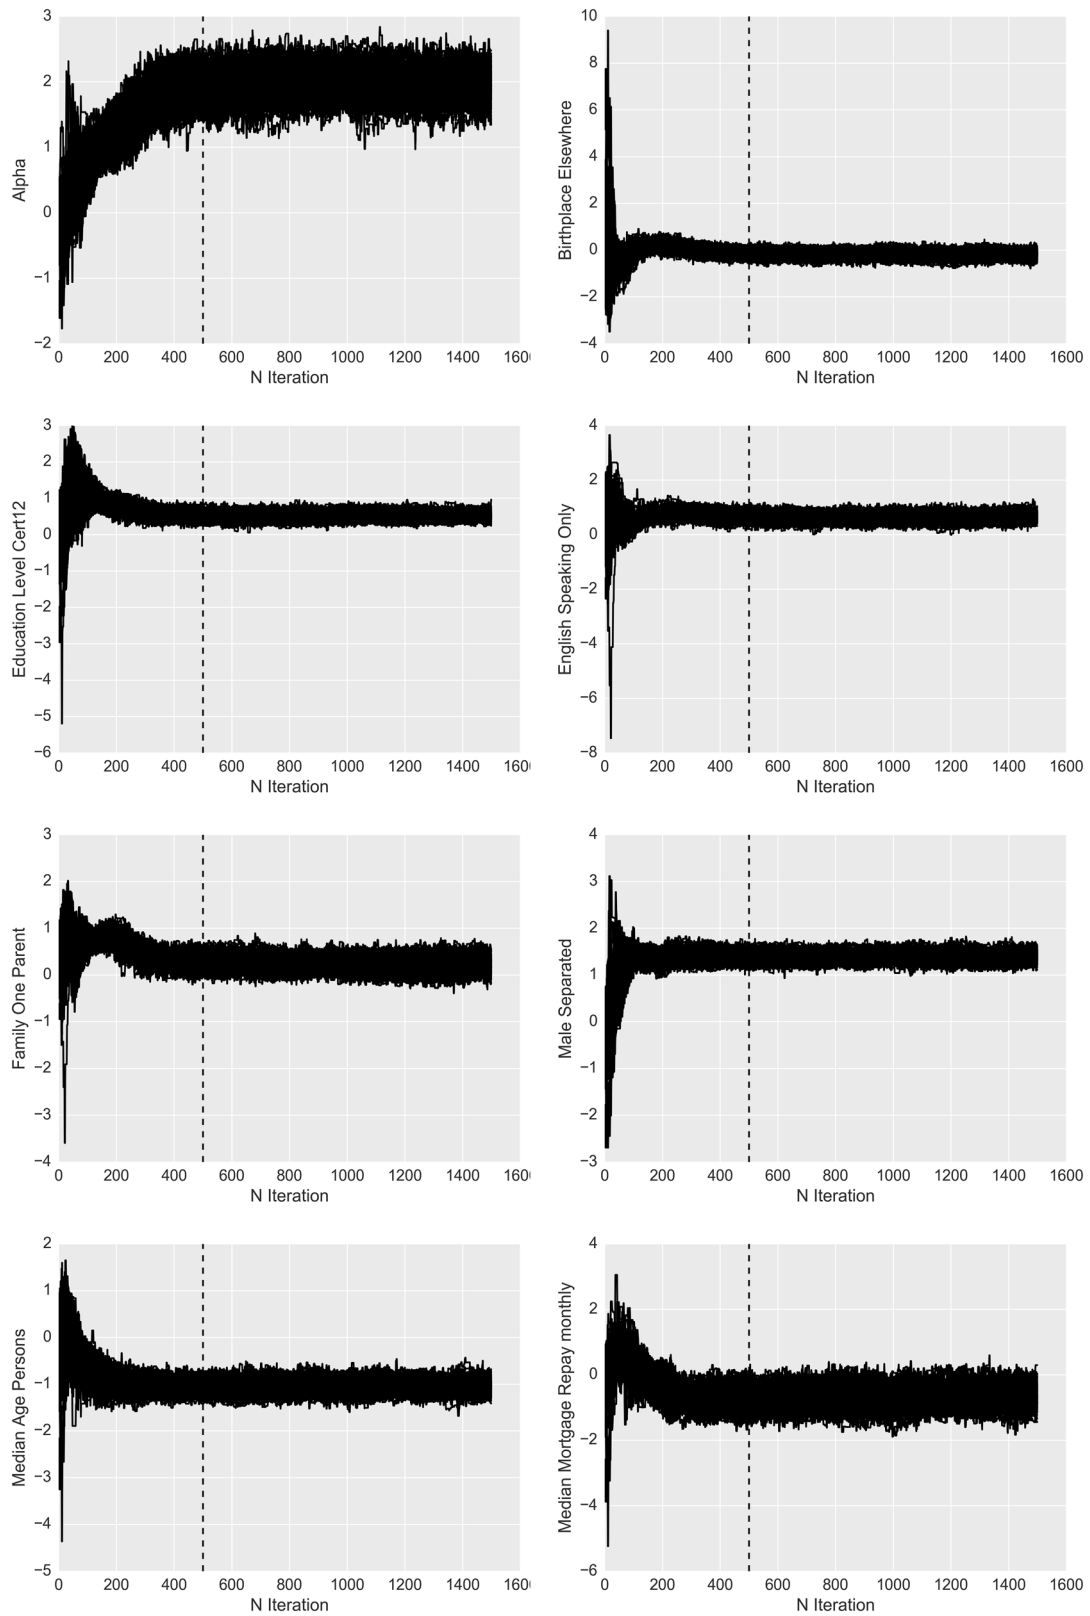 3
2
1
0
−1
−2
Alpha
0 200 400 600 800 1000 1200 1400 160
N Iteration
10
8
6
4
2
0
−2
−4
Birthplace Elsewhere
0 200 400 600 800 1000 1200 1400 1600
N Iteration
3
2
1
0
−1
−2
−3
−4
−5
−6
Education Level Cert12
0 200 400 600 800 1000 1200 1400 160
N Iteration
4
2
0
−2
−4
−6
−8
English Speaking Only
0 200 400 600 800 1000 1200 1400 1600
N Iteration
3
2
1
0
−1
−2
−3
−4
Family One Parent
0 200 400 600 800 1000 1200 1400 160
N Iteration
4
3
2
1
0
−1
−2
−3
Male Separated
0 200 400 600 800 1000 1200 1400 1600
N Iteration
2
1
0
−1
−2
−3
−4
−5
Median Age Persons
0 200 400 600 800 1000 1200 1400 160
N Iteration
4
2
0
−2
−4
−6
Median Mortgage Repay monthly
0 200 400 600 800 1000 1200 1400 1600
N Iteration